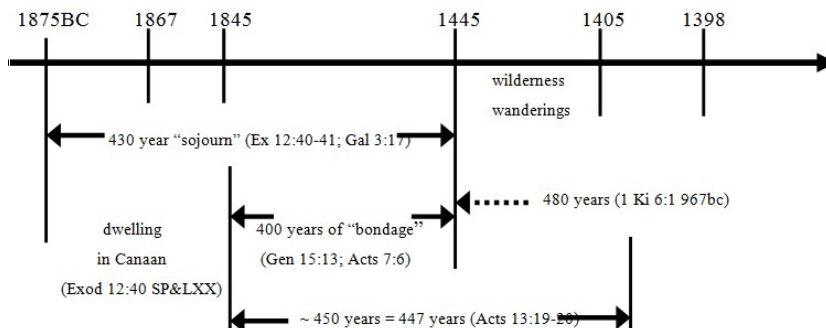 1875BC 1867 1845 1445 1405 1398
wilderness
wanderings
430 year “sojourn” (Ex 12:40-41; Gal 3:17)
480 years (1 Ki 6:1 967bc)
dwelling
in Canaan
(Exod 12:40 SP&LXX)
400 years of “bondage”
(Gen 15:13; Acts 7:6)
~ 450 years = 447 years (Acts 13:19-20)